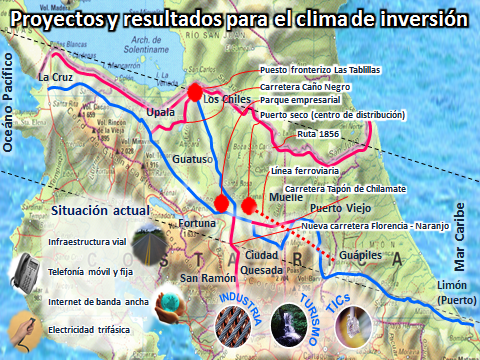 Proyectos y resultados para el clima de inversión
Océano Pacífico
La Cruz
Arch. de Solentiname
Upala
Los Chiles
Guatuso
Fortuna
Muelle
Puerto Viejo
Ciudad Quesada
San Ramón
Guápiles
Limón (Puerto)
Mar Caribe
Puesto fronterizo Las Tablillas
Carretera Caño Negro
Parque empresarial
Puerto seco (centro de distribución)
Ruta 1856
Línea ferroviaria
Carretera Tapón de Chilamate
Nueva carretera Florencia - Naranjo
COSTA RICA
Situación actual
Infraestructura vial
Telefonía móvil y fija
Internet de banda ancha
Electricidad trifásica
INDUSTRIA
TURISMO
TICs